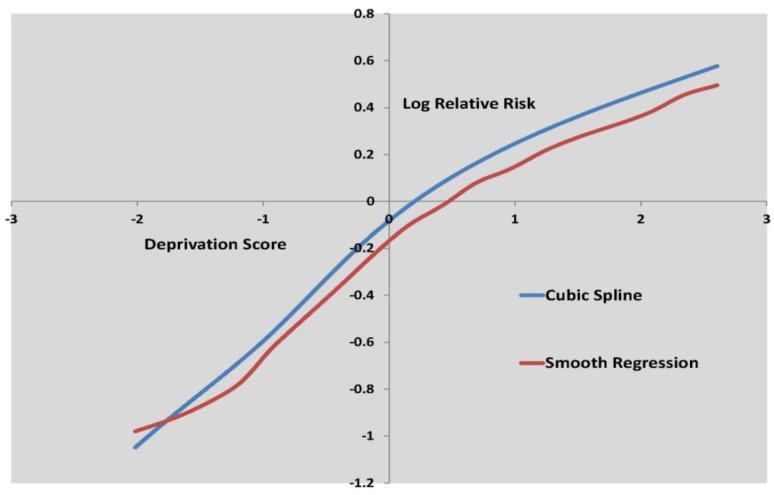 0.8
0.6
Log Relative Risk
0.4
0.2
0
-3 -2 -1 0 1 2 3
Deprivation Score
-0.2
-0.4
Cubic Spline
-0.6
Smooth Regression
-0.8
-1
-1.2